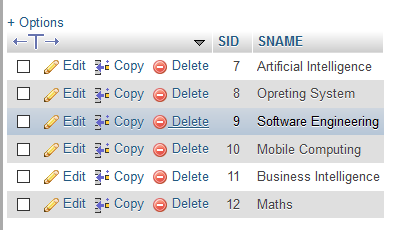 + Options
←T→ SID SNAME
Edit Copy Delete 7 Artificial Intelligence
Edit Copy Delete 8 Opreting System
Edit Copy Delete 9 Software Engineering
Edit Copy Delete 10 Mobile Computing
Edit Copy Delete 11 Business Intelligence
Edit Copy Delete 12 Maths